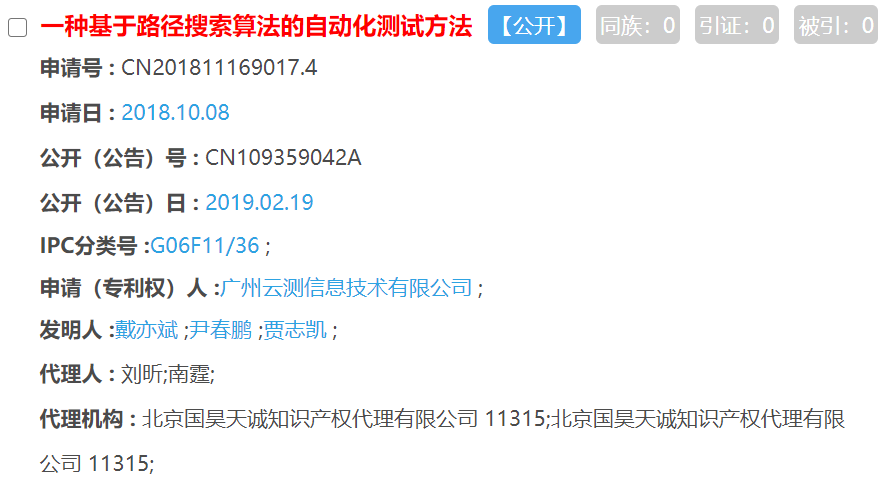 一种基于路径搜索算法的自动化测试方法 【公开】 同族：0 引证：0 被引：0
申请号 : CN201811169017.4
申请日 : 2018.10.08
公开（公告）号 : CN109359042A
公开（公告）日 : 2019.02.19
IPC分类号 :G06F11/36 ;
申请（专利权）人 :广州云测信息技术有限公司 ;
发明人 :戴亦斌 ;尹春鹏 ;贾志凯 ;
代理人 : 刘昕;南霆;
代理机构 : 北京国昊天诚知识产权代理有限公司 11315;北京国昊天诚知识产权代理有限
公司 11315;